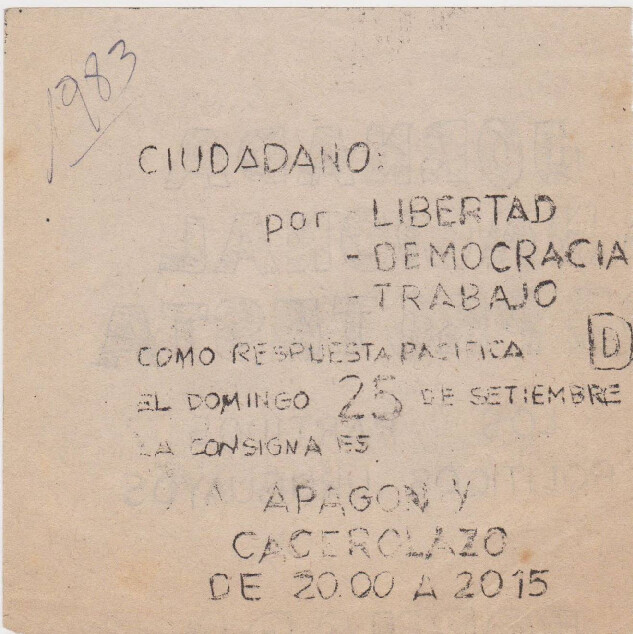 1983
CIUDADANO:
por - LIBERTAD
- DEMOCRACIA
- TRABAJO
COMO RESPUESTA PACIFICA
D
EL DOMINGO 25 DE SETIEMBRE
LA CONSIGNA ES
APAGON Y
CACEROLAZO
DE 20.00 A 2015